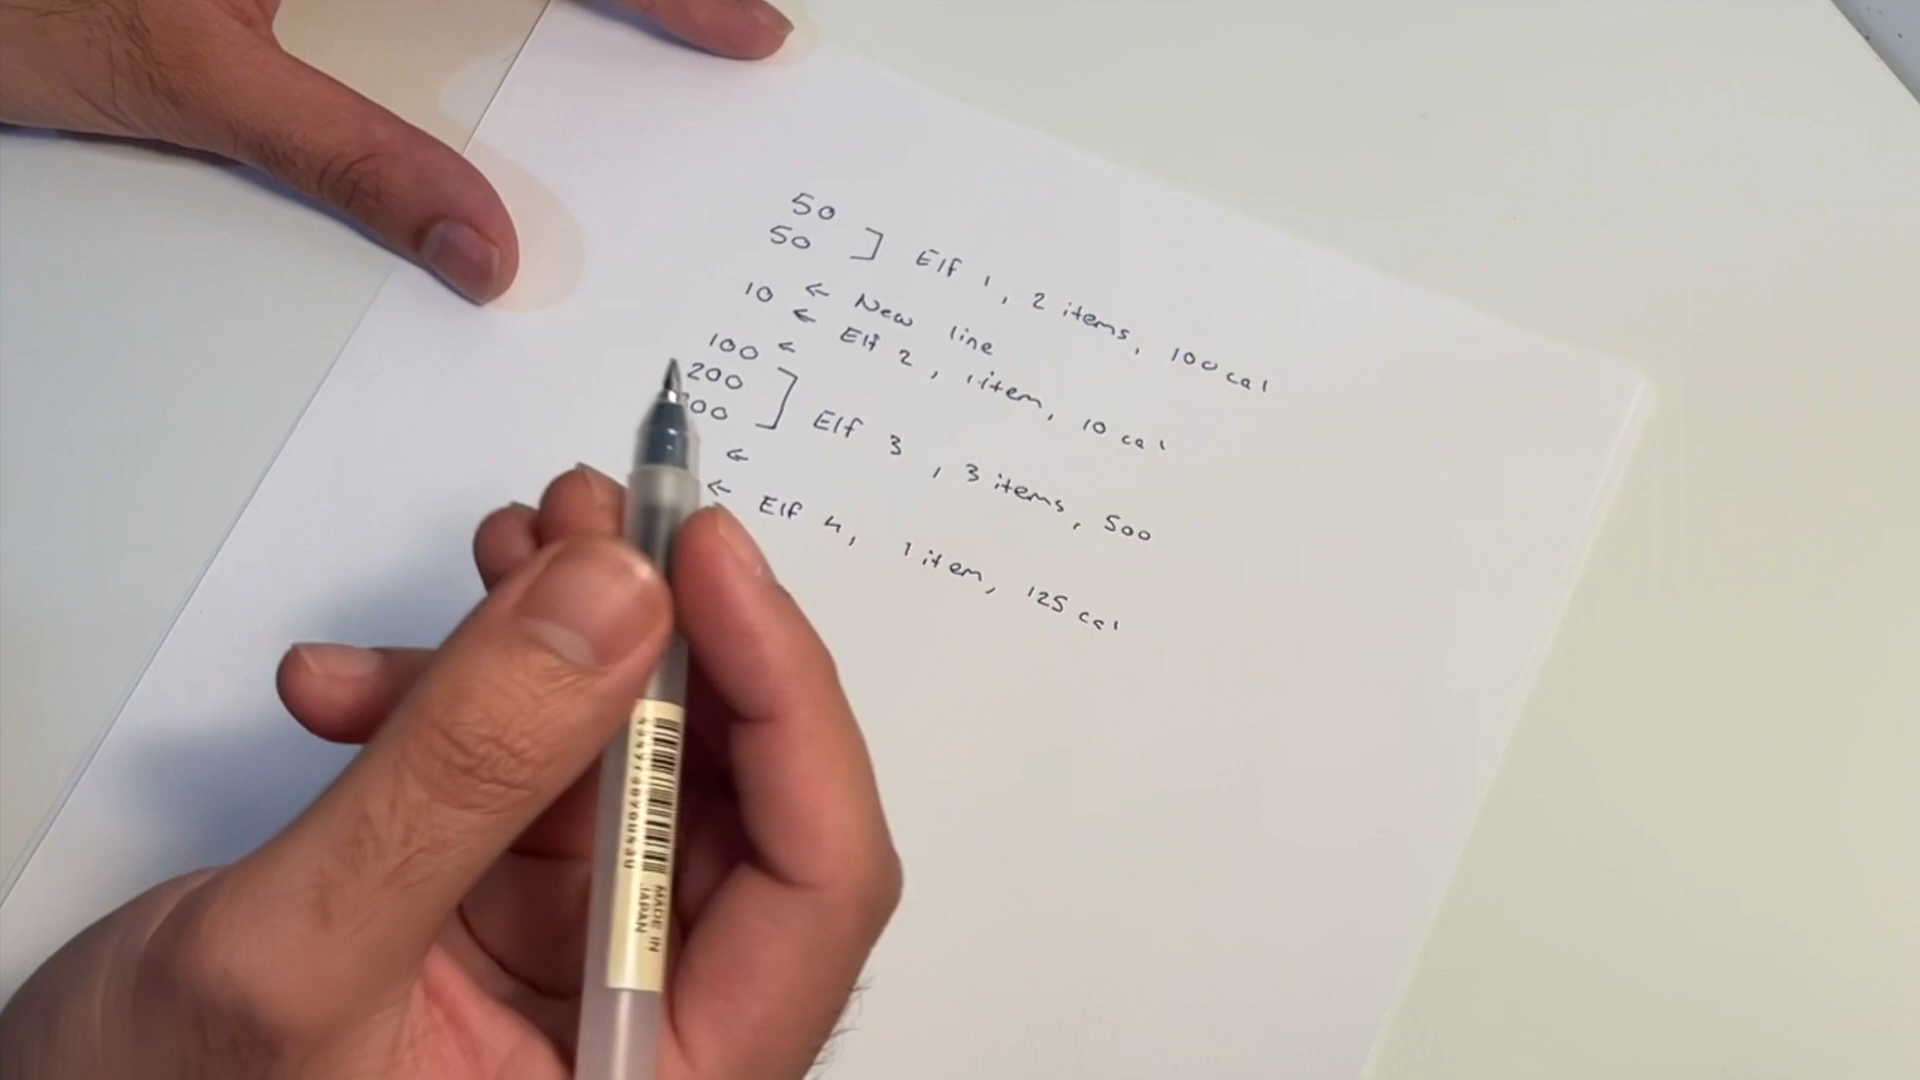 50
50 ] Elf 1, 2 items, 100 cal
← New line
10 ← Elf 2, 1 item, 10 cal
←
100
200 ] Elf 3, 3 items, 500
00
←
← Elf 4, 1 item, 125 cal
MADE IN
JAPAN